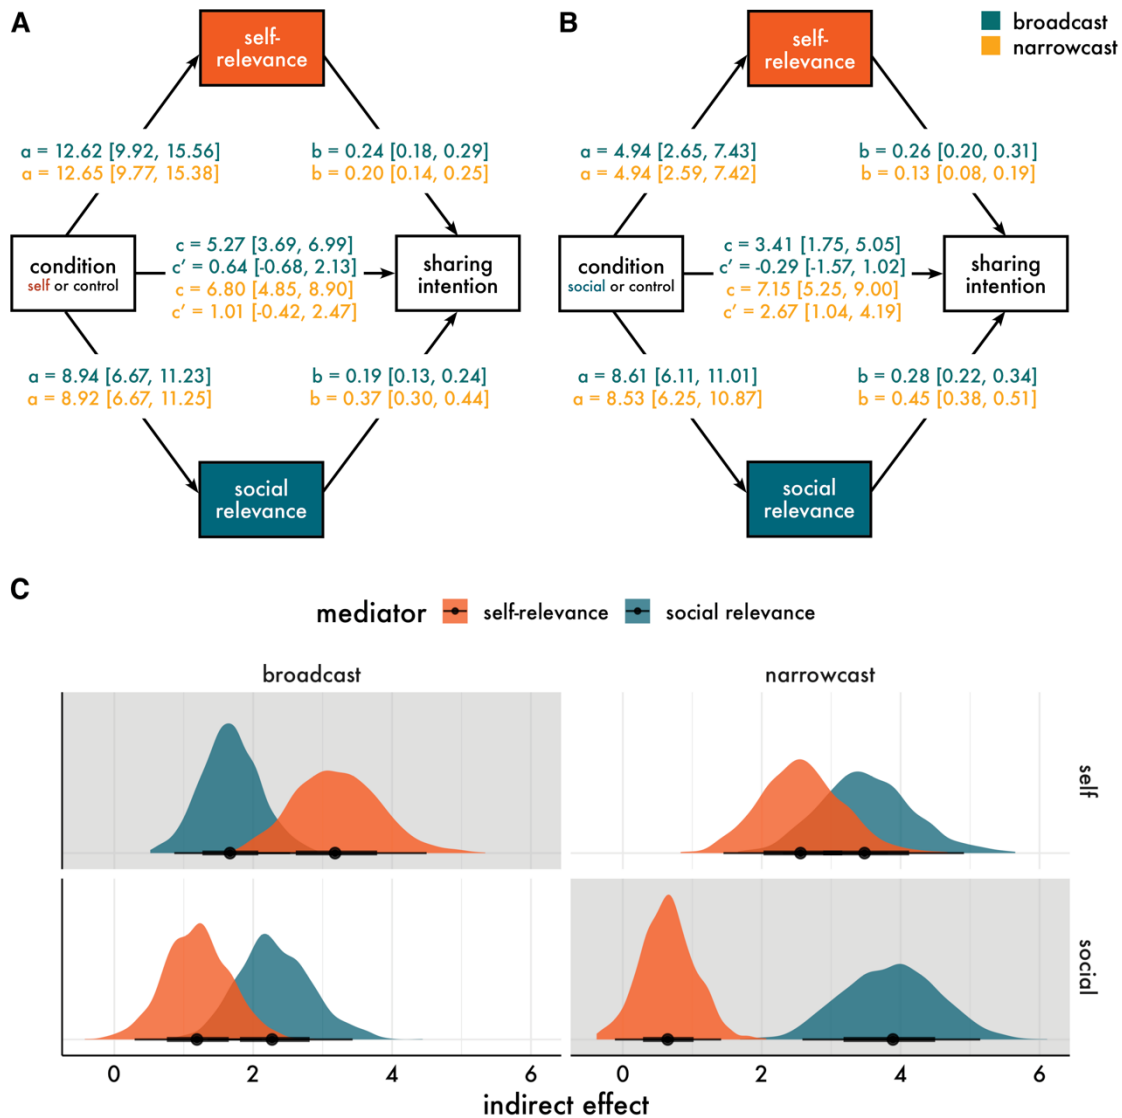 A
self-
relevance
a = 12.62 [9.92, 15.56]
a = 12.65 [9.77, 15.38]
b = 0.24 [0.18, 0.29]
b = 0.20 [0.14, 0.25]
condition
self or control
c = 5.27 [3.69, 6.99]
c’ = 0.64 [-0.68, 2.13]
c = 6.80 [4.85, 8.90]
c’ = 1.01 [-0.42, 2.47]
sharing
intention
a = 8.94 [6.67, 11.23]
a = 8.92 [6.67, 11.25]
b = 0.19 [0.13, 0.24]
b = 0.37 [0.30, 0.44]
social
relevance
B
broadcast
narrowcast
self-
relevance
a = 4.94 [2.65, 7.43]
a = 4.94 [2.59, 7.42]
b = 0.26 [0.20, 0.31]
b = 0.13 [0.08, 0.19]
condition
social or control
c = 3.41 [1.75, 5.05]
c’ = -0.29 [-1.57, 1.02]
c = 7.15 [5.25, 9.00]
c’ = 2.67 [1.04, 4.19]
sharing
intention
a = 8.61 [6.11, 11.01]
a = 8.53 [6.25, 10.87]
b = 0.28 [0.22, 0.34]
b = 0.45 [0.38, 0.51]
social
relevance
C
mediator self-relevance social relevance
broadcast narrowcast
self
social
0 2 4 6 0 2 4 6
indirect effect